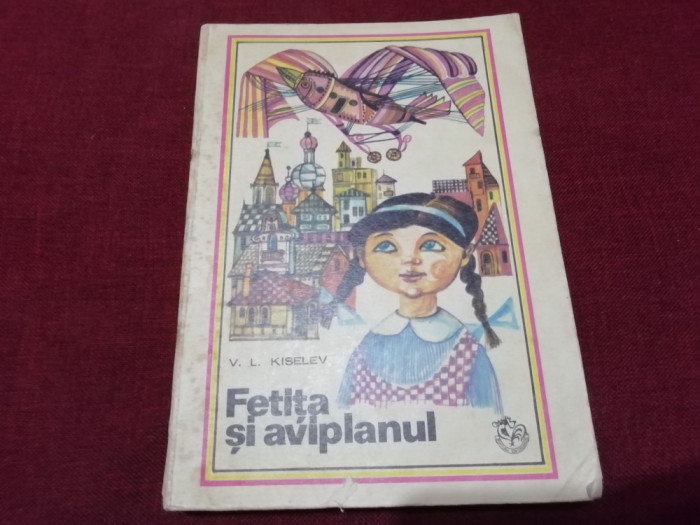 V. L. KISELEV
Fetița
și aviplanul